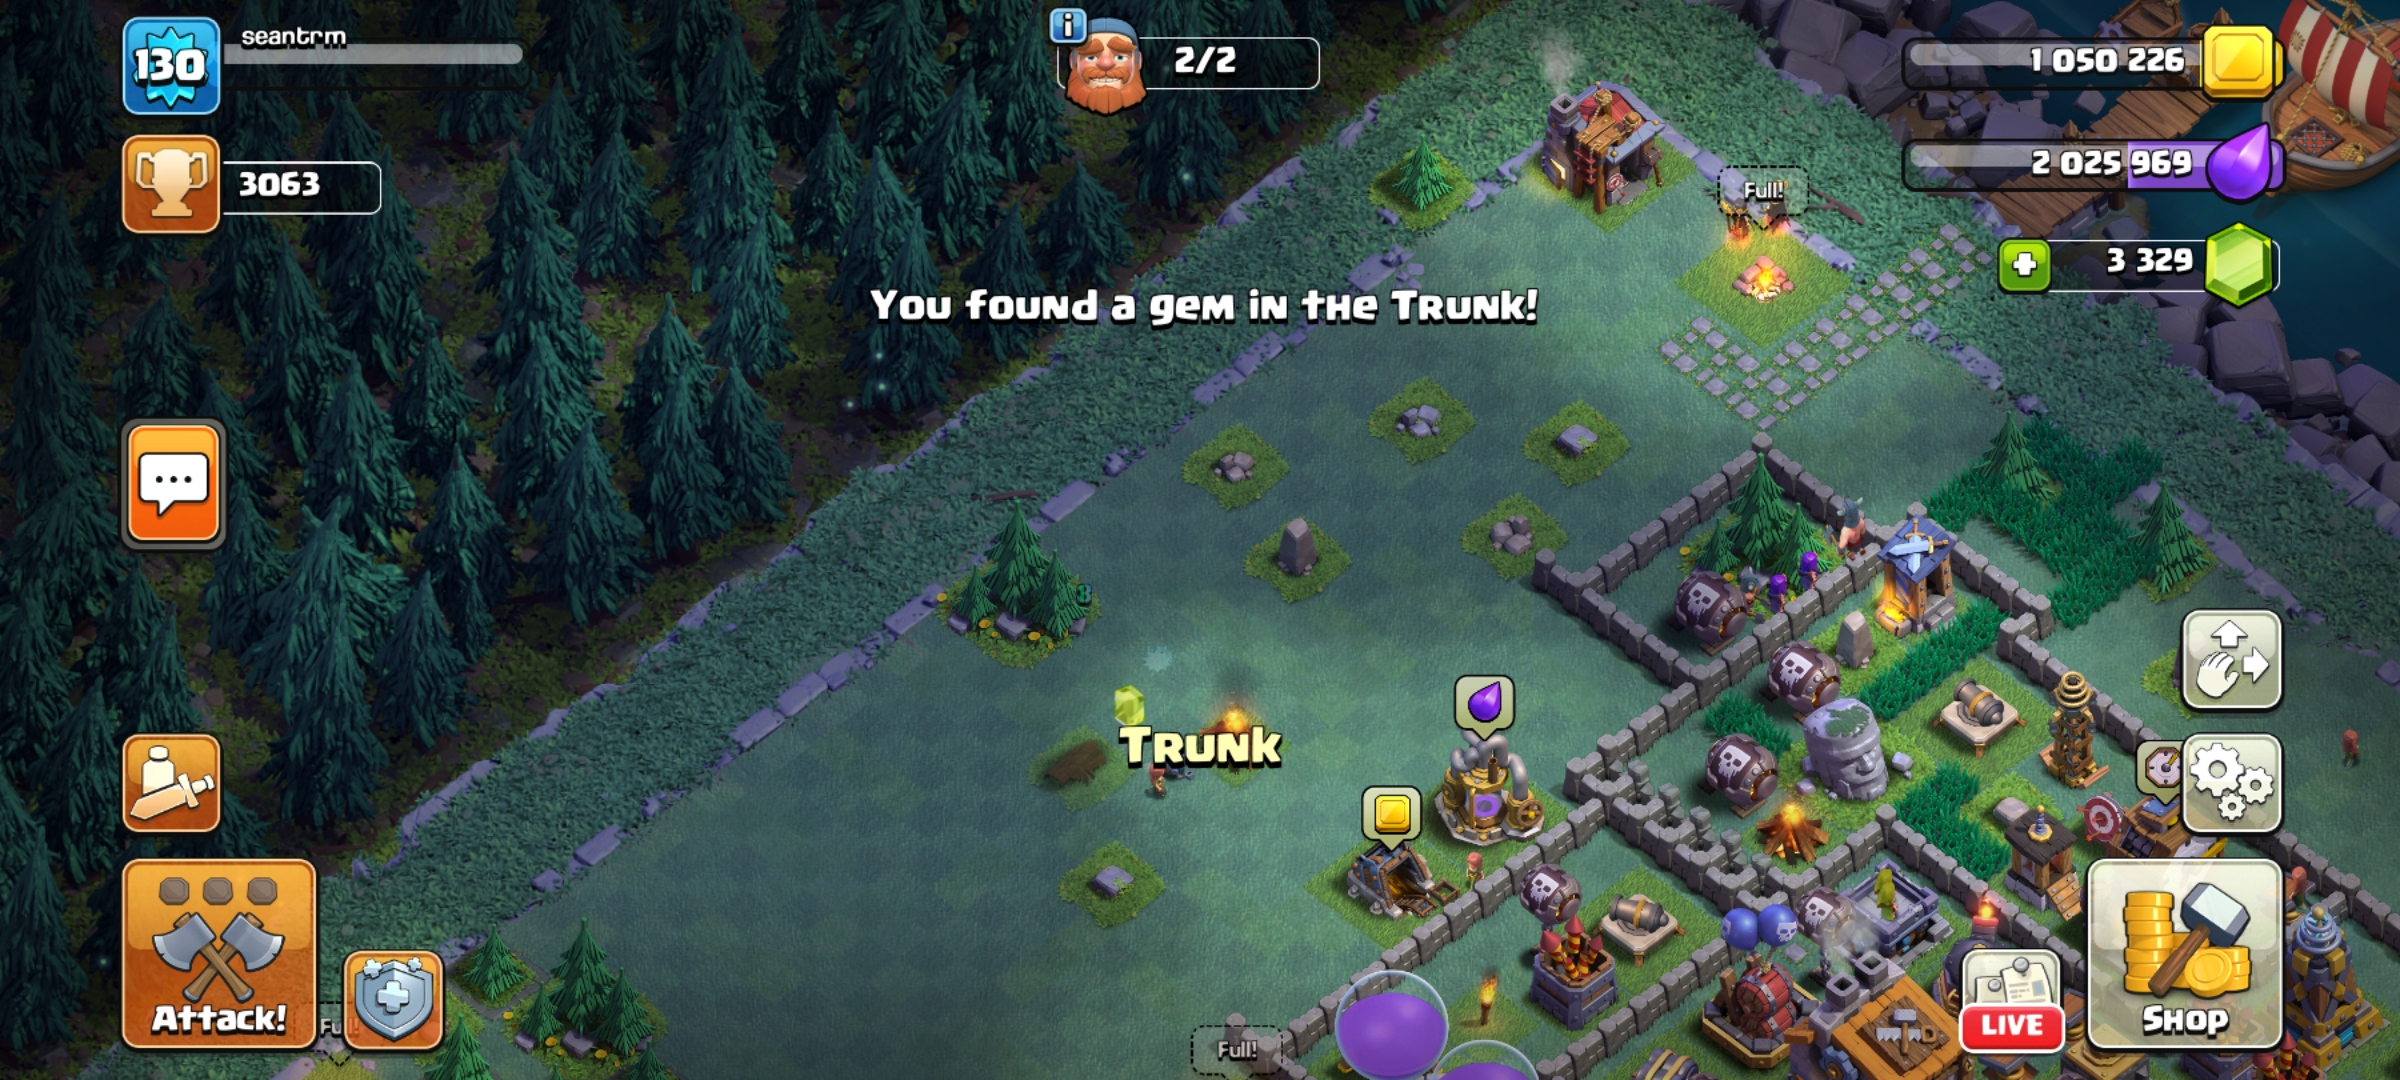 130
seantrm
2/2
1 050 226
3063
2 025 969
Full!
3 329
You found a gem in the Trunk!
Trunk
Attack!
Full!
Full!
LIVE
Shop